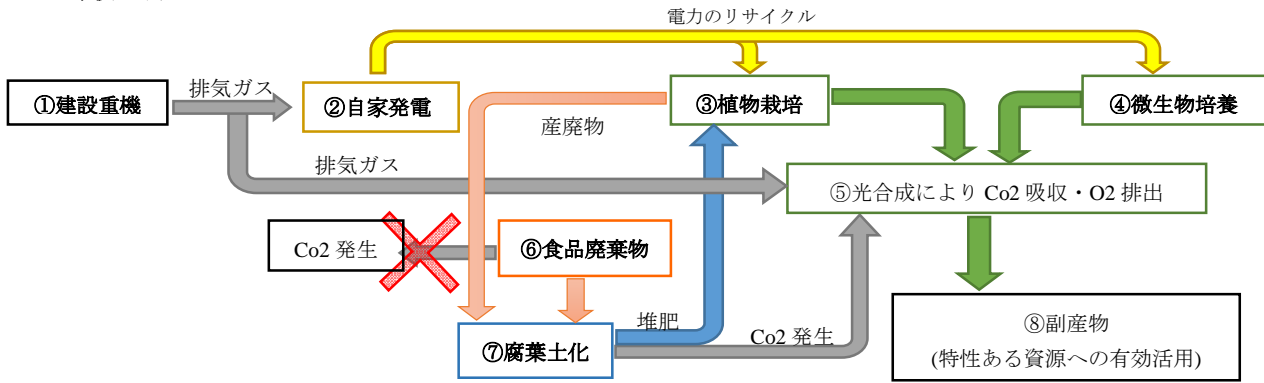 電力のリサイクル
①建設重機
排気ガス
②自家発電
③植物栽培
④微生物培養
産廃物
排気ガス
⑤光合成により Co2 吸収・O2 排出
Co2 発生
⑥食品廃棄物
⑦腐葉土化
堆肥
Co2 発生
⑧副産物
(特性ある資源への有効活用)